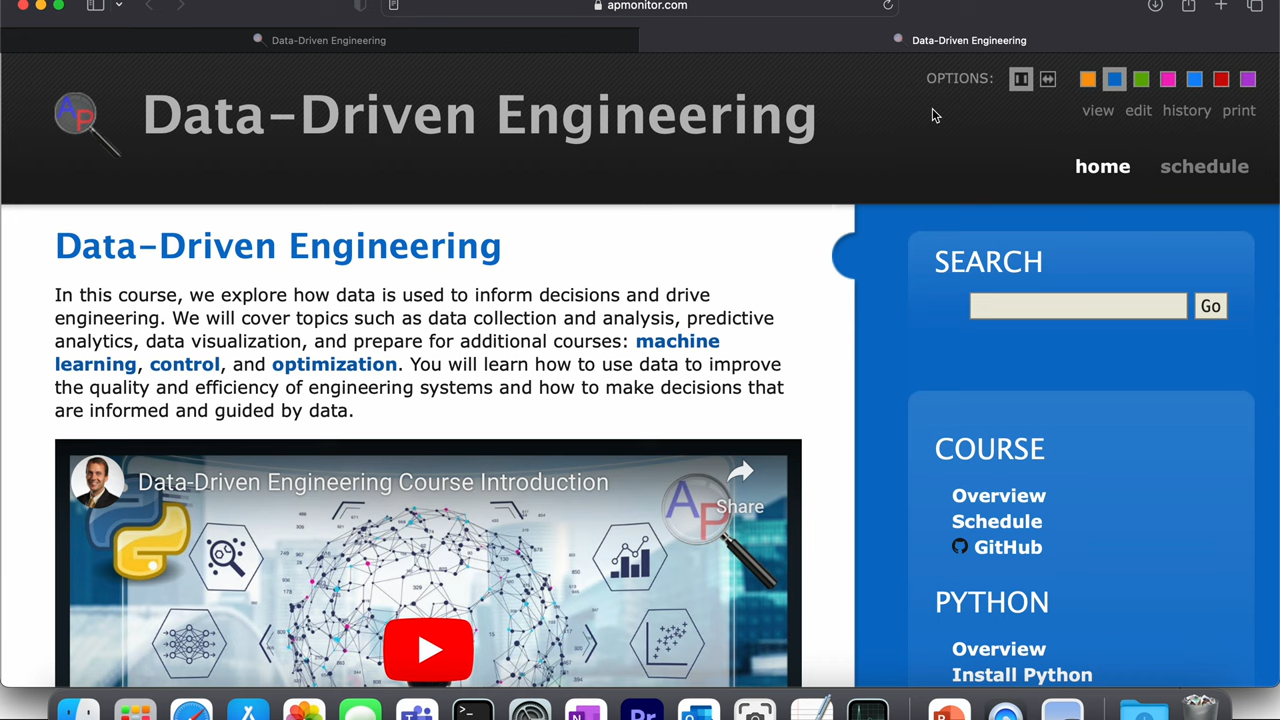 apmonitor.com
Data-Driven Engineering
Data-Driven Engineering
OPTIONS:
AP
Data-Driven Engineering
view edit history print
home schedule
Data-Driven Engineering
In this course, we explore how data is used to inform decisions and drive
engineering. We will cover topics such as data collection and analysis, predictive
analytics, data visualization, and prepare for additional courses: machine
learning, control, and optimization. You will learn how to use data to improve
the quality and efficiency of engineering systems and how to make decisions that
are informed and guided by data.
Data-Driven Engineering Course Introduction
AP
Share
SEARCH
Go
COURSE
Overview
Schedule
GitHub
PYTHON
Overview
Install Python